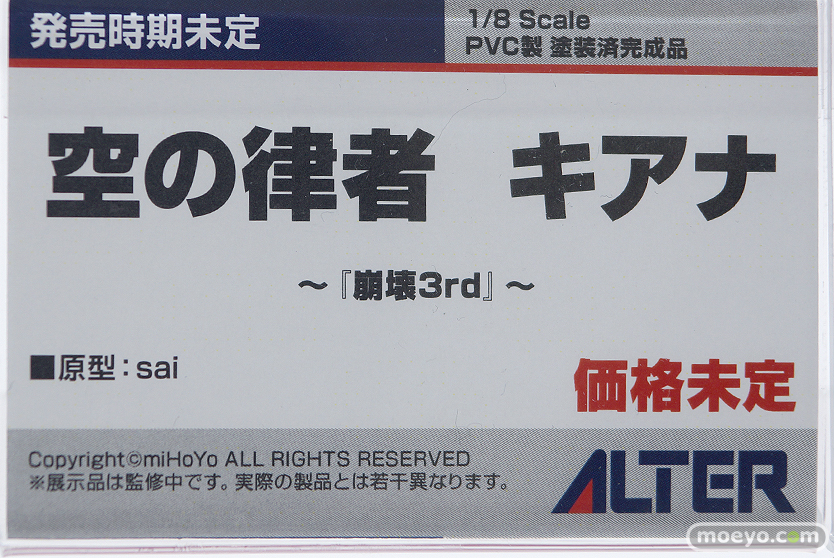 発売時期未定
1/8 Scale
PVC製 塗装済完成品
空の律者 キアナ
～『崩壊3rd』～
■原型：sai
価格未定
Copyright©miHoYo ALL RIGHTS RESERVED
※展示品は監修中です。実際の製品とは若干異なります。
ALTER
moeyo.com